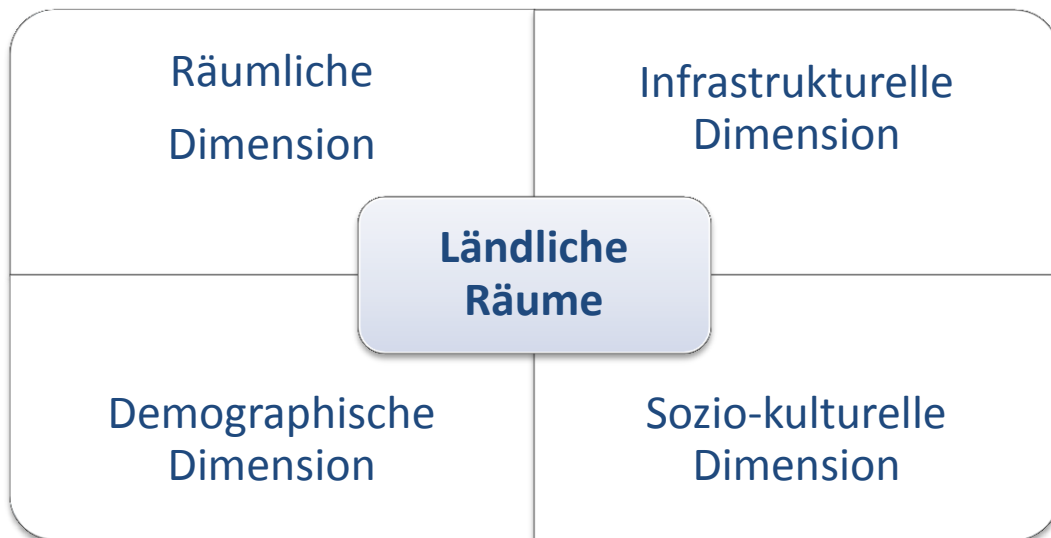 Räumliche
Dimension
Infrastrukturelle
Dimension
Ländliche
Räume
Demographische
Dimension
Sozio-kulturelle
Dimension